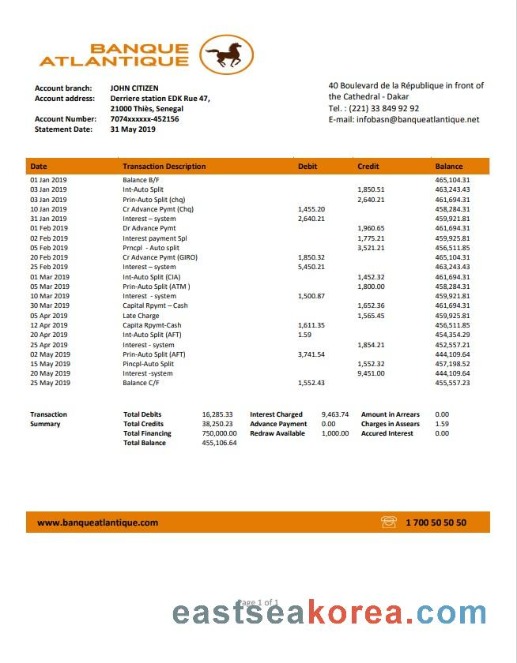 BANQUE
ATLANTIQUE
Account branch: JOHN CITIZEN
Account address: Derriere station EDK Rue 47,
21000 Thiès, Senegal
Account Number: 7074xxxxxx-452156
Statement Date: 31 May 2019
40 Boulevard de la République in front of
the Cathedral - Dakar
Tel. : (221) 33 849 92 92
E-mail: infobasn@banqueatlantique.net
Date Transaction Description Debit Credit Balance
01 Jan 2019 Balance B/F 465,104.31
03 Jan 2019 Int-Auto Split 1,850.51 463,243.43
03 Jan 2019 Prin-Auto Split (chq) 2,640.21 461,694.31
10 Jan 2019 Cr Advance Pymt (Chq) 1,455.20 458,284.31
31 Jan 2019 Interest – system 2,640.21 459,921.81
01 Feb 2019 Dr Advance Pymt 1,960.65 461,694.31
02 Feb 2019 Interest payment Spl 1,775.21 459,925.81
05 Feb 2019 Prncpl - Auto split 3,521.21 456,511.85
20 Feb 2019 Cr Advance Pymt (GIRO) 1,850.32 465,104.31
25 Feb 2019 Interest – system 5,450.21 463,243.43
01 Mar 2019 Int-Auto Split (CIA) 1,452.32 461,694.31
05 Mar 2019 Prin-Auto Split (ATM ) 1,800.00 458,284.31
10 Mar 2019 Interest - system 1,500.87 459,921.81
30 Mar 2019 Capital Rpymt – Cash 1,652.36 461,694.31
05 Apr 2019 Late Charge 1,565.45 459,925.81
12 Apr 2019 Capita Rpymt-Cash 1,611.35 456,511.85
20 Apr 2019 Int-Auto Split (AFT) 1.59 454,354.29
25 Apr 2019 Interest - system 1,854.21 452,557.21
02 May 2019 Prin-Auto Split (AFT) 3,741.54 444,109.64
15 May 2019 Pincpl-Auto Split 1,552.32 457,198.52
20 May 2019 Interest -system 9,451.00 444,109.64
25 May 2019 Balance C/F 1,552.43 455,557.23
Transaction Total Debits 16,285.33 Interest Charged 9,463.74 Amount in Arrears 0.00
Summary Total Credits 38,250.23 Advance Payment 0.00 Charges in Assears 1.59
Total Financing 750,000.00 Redraw Available 1,000.00 Accured Interest 0.00
Total Balance 455,106.64
www.banqueatlantique.com 1 700 50 50 50
Page 1 of 1
eastseakorea.com